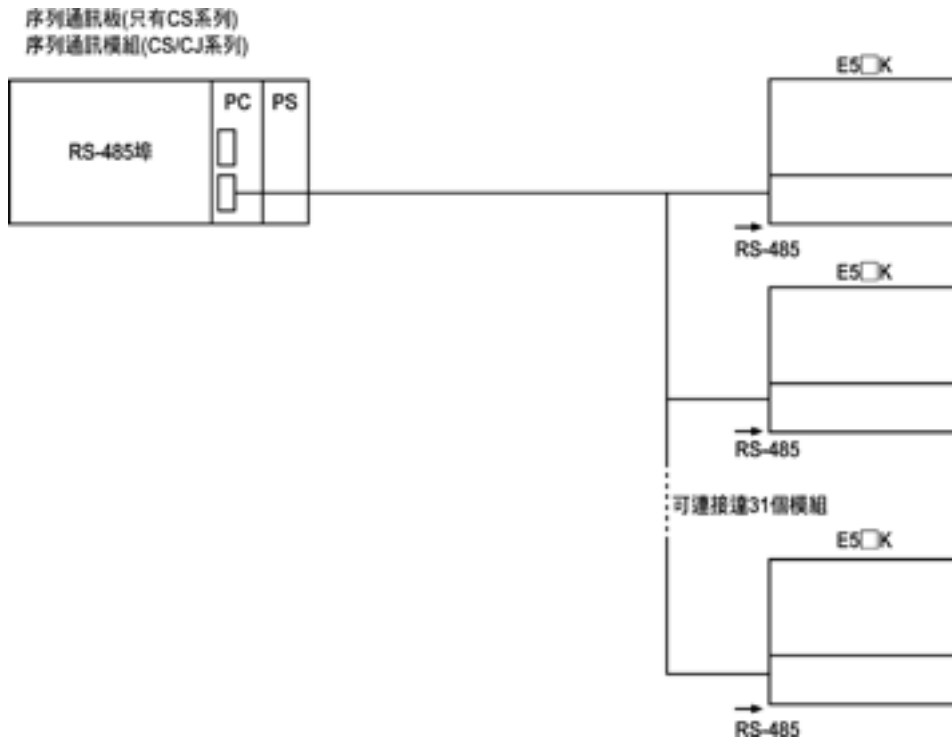 序列通訊板(只有CS系列)
序列通訊模組(CS/CJ系列)
PC PS
RS-485埠
E5□K
RS-485
E5□K
RS-485
可連接達31個模組
E5□K
RS-485